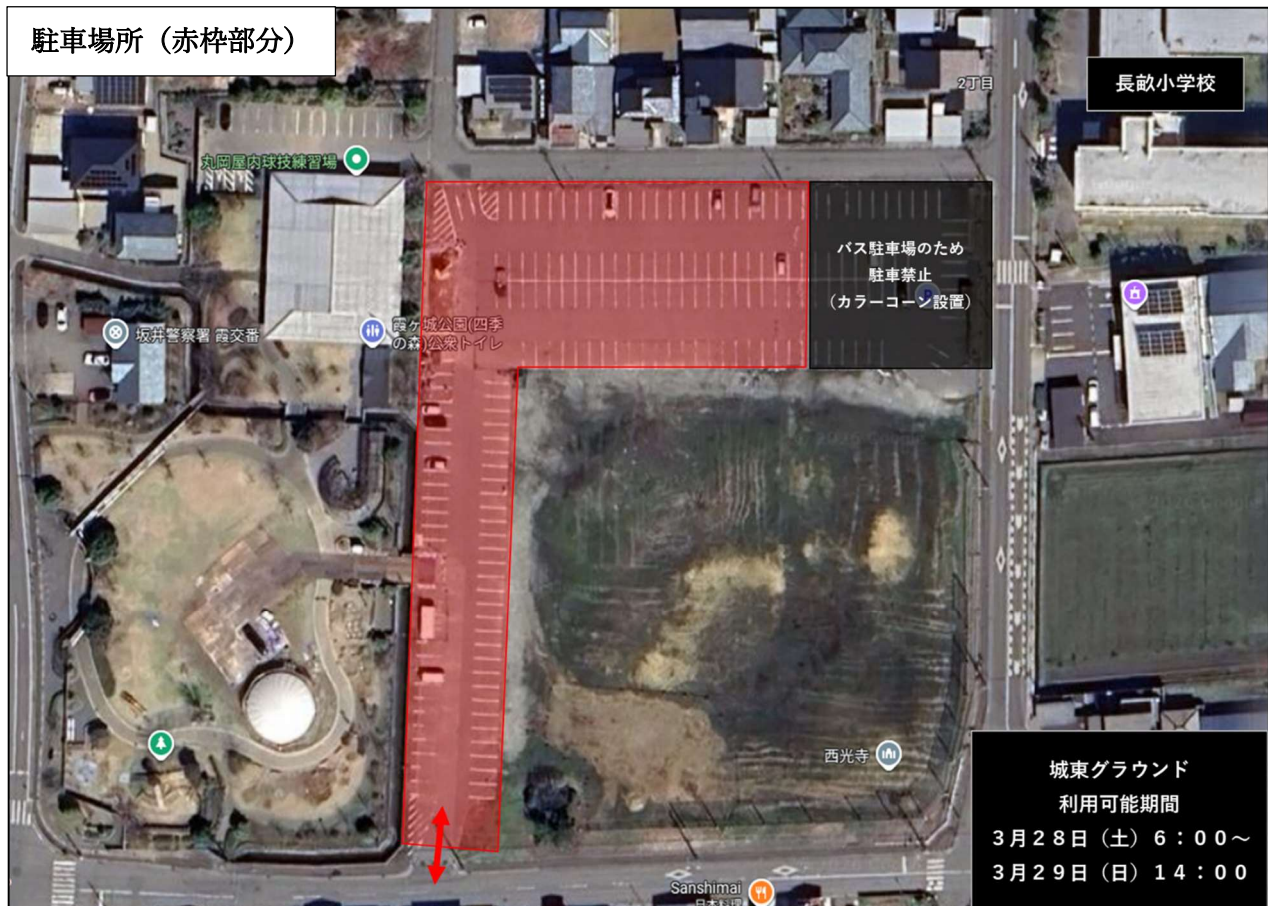 駐車場所（赤枠部分）
長畝小学校
2丁目
丸岡屋内球技練習場
バス駐車場のため
駐車禁止
（カラーコーン設置）
坂井警察署 霞交番
霞ヶ城公園(四季
の森)公衆トイレ
西光寺
城東グラウンド
利用可能期間
３月２８日（土）６：００～
３月２９日（日）１４：００
Sanshimai
日本料理